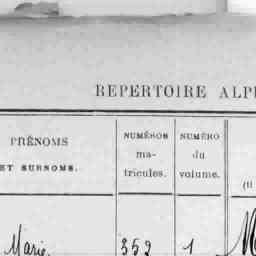 REPERTOIRE ALP
PRÉNOMS
ET SURNOMS.
NUMÉROS
ma-
tricules.
NUMÉRO
du
volume.
Marie. 352 1